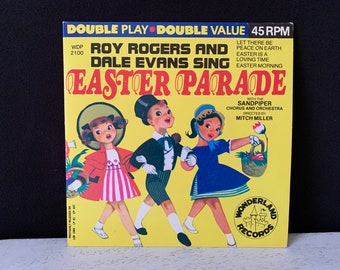 DOUBLE PLAY • DOUBLE VALUE 45 RPM
WDP
2100
ROY ROGERS AND
DALE EVANS SING
LET THERE BE
PEACE ON EARTH
EASTER IS A
LOVING TIME
EASTER MORNING
EASTER PARADE
WITH THE
SANDPIPER
CHORUS AND ORCHESTRA
DIRECTED BY
MITCH MILLER
WONDERLAND
RECORDS